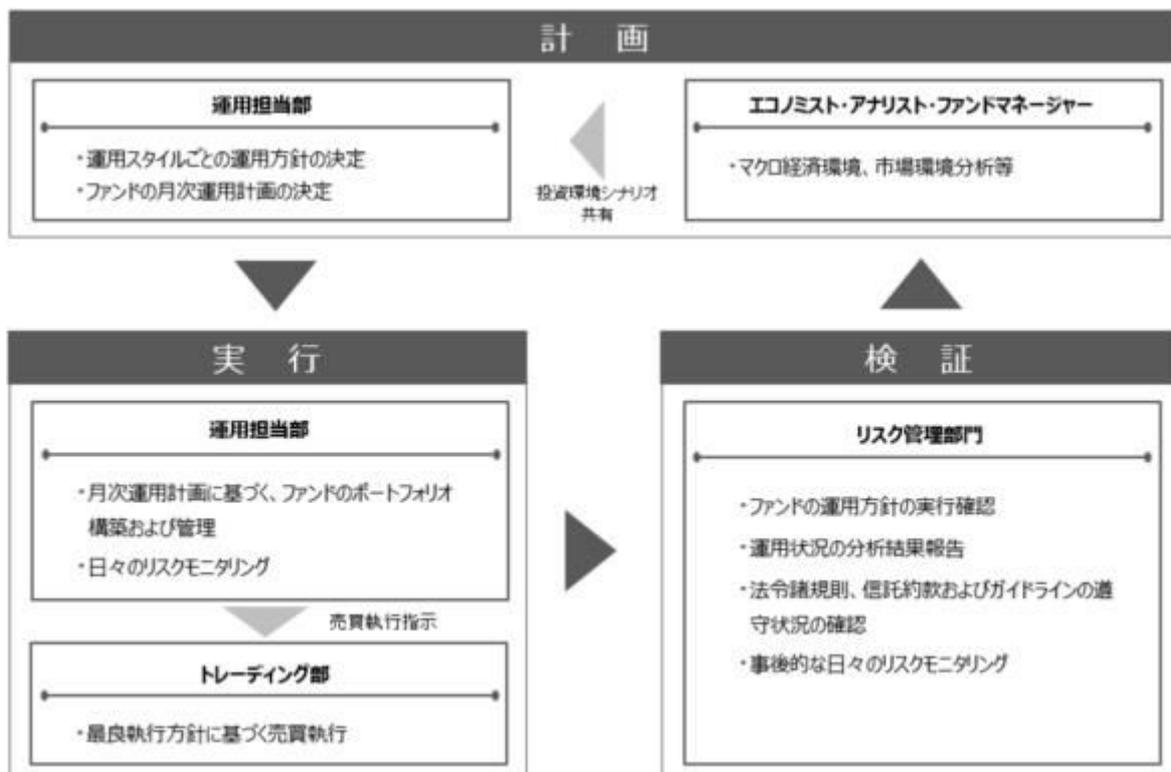 計 画
運用担当部
・運用スタイルごとの運用方針の決定
・ファンドの月次運用計画の決定
投資環境シナリオ
共有
エコノミスト・アナリスト・ファンドマネージャー
・マクロ経済環境、市場環境分析等
実 行
運用担当部
・月次運用計画に基づく、ファンドのポートフォリオ
構築および管理
・日々のリスクモニタリング
売買執行指示
トレーディング部
・最良執行方針に基づく売買執行
検 証
リスク管理部門
・ファンドの運用方針の実行確認
・運用状況の分析結果報告
・法令諸規則、信託約款およびガイドラインの遵
守状況の確認
・事後的な日々のリスクモニタリング